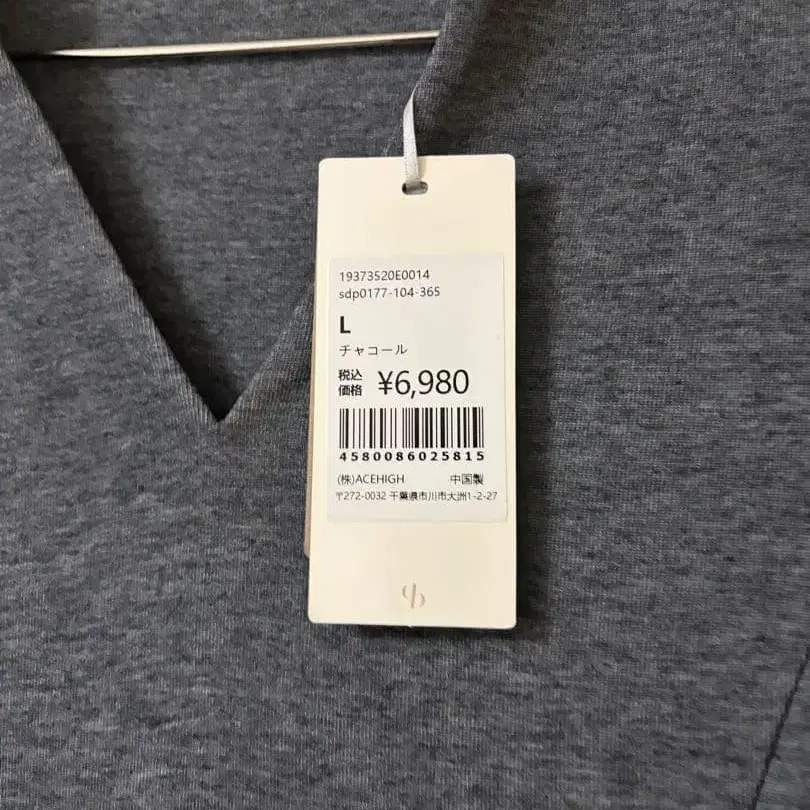 19373520E0014
sdp0177-104-365
L
チャコール
税込
価格 ¥6,980
4580086025815
(株)ACEHIGH 中国製
〒272-0032 千葉県市川市大洲1-2-27